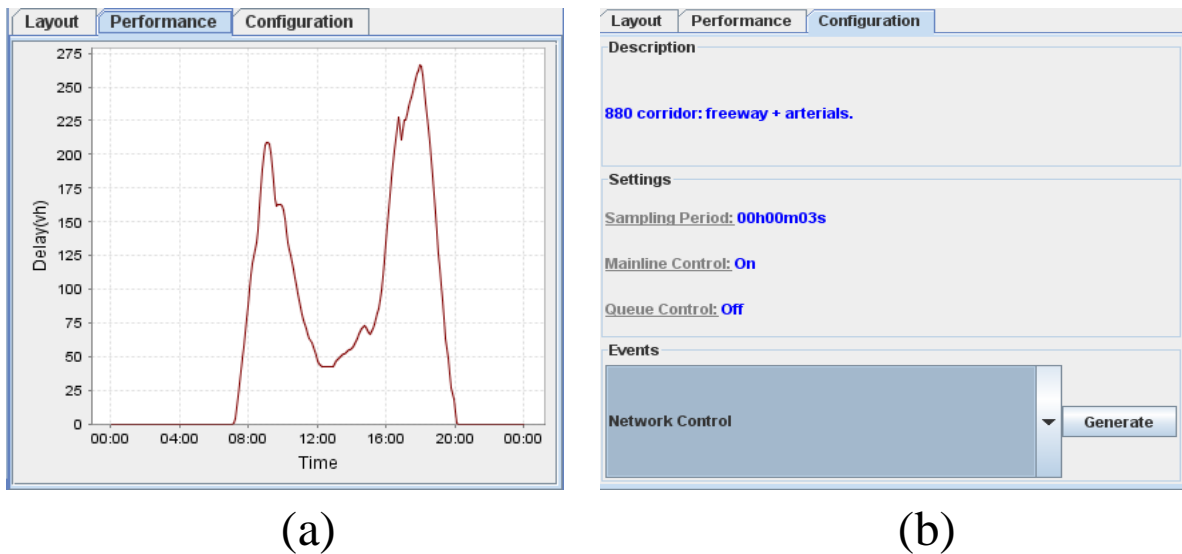 Layout Performance Configuration
275
250
225
200
175
150
125
100
75
50
25
0
Delay(vh)
00:00 04:00 08:00 12:00 16:00 20:00 00:00
Time
(a)
Layout Performance Configuration
Description
880 corridor: freeway + arterials.
Settings
Sampling Period: 00h00m03s
Mainline Control: On
Queue Control: Off
Events
Network Control Generate
(b)